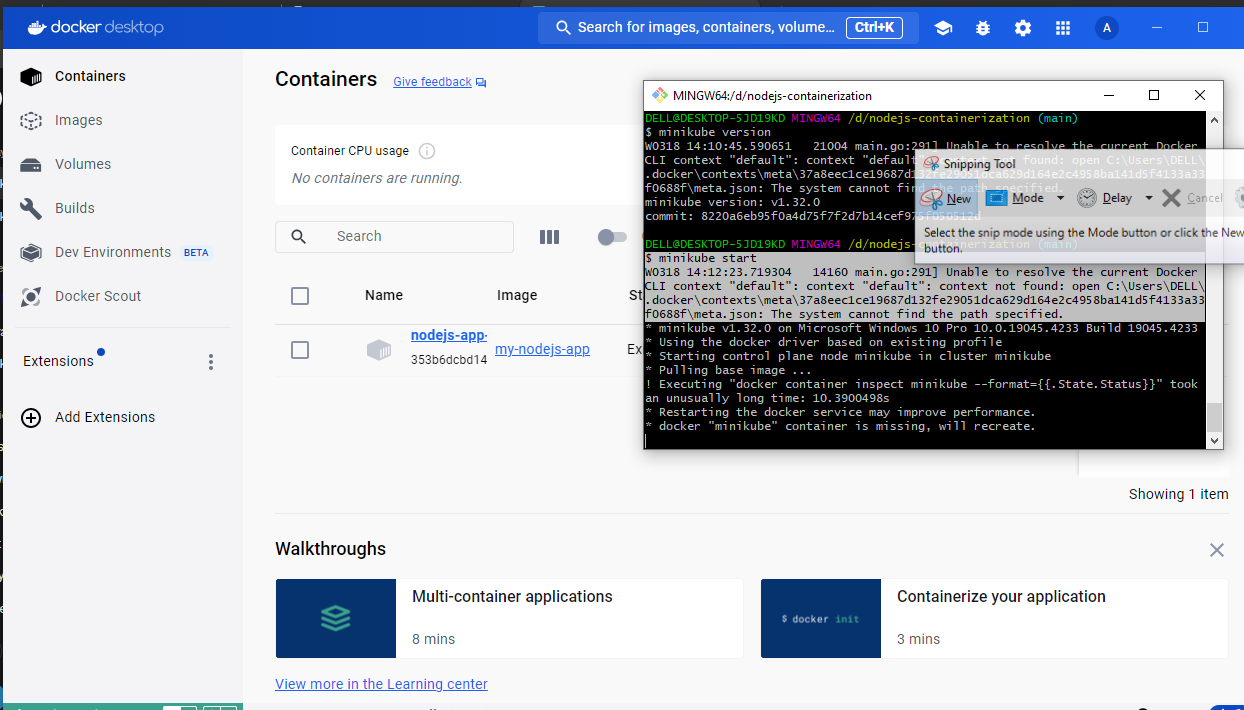 docker desktop
Search for images, containers, volume... Ctrl+K
A
Containers
Images
Volumes
Builds
Dev Environments BETA
Docker Scout
Extensions
Add Extensions
Containers Give feedback
Container CPU usage
No containers are running.
Search
Name Image St
nodejs-app-
353b6dcbd14
my-nodejs-app
Ex
MINGW64:/d/nodejs-containerization
DELL@DESKTOP-5JD19KD MINGW64 /d/nodejs-containerization (main)
$ minikube version
W0318 14:10:45.590651 21004 main.go:291] Unable to resolve the current Docker
CLI context "default": context "default": context not found: open C:\Users\DELL\
.docker\contexts\meta\37a8eec1ce19687d132fe29051dca629d164e2c4958ba141d5f4133a33
f0688f\meta.json: The system cannot find the path specified.
minikube version: v1.32.0
commit: 8220a6eb95f0a4d75f7f2d7b14cef975f050512d
DELL@DESKTOP-5JD19KD MINGW64 /d/nodejs-containerization (main)
$ minikube start
W0318 14:12:23.719304 14160 main.go:291] Unable to resolve the current Docker
CLI context "default": context "default": context not found: open C:\Users\DELL\
.docker\contexts\meta\37a8eec1ce19687d132fe29051dca629d164e2c4958ba141d5f4133a33
f0688f\meta.json: The system cannot find the path specified.
* minikube v1.32.0 on Microsoft Windows 10 Pro 10.0.19045.4233 Build 19045.4233
* Using the docker driver based on existing profile
* Starting control plane node minikube in cluster minikube
* Pulling base image ...
! Executing "docker container inspect minikube --format={{.State.Status}}" took
an unusually long time: 10.3900498s
* Restarting the docker service may improve performance.
* docker "minikube" container is missing, will recreate.
Snipping Tool
New Mode Delay Cancel
Select the snip mode using the Mode button or click the New
button.
Showing 1 item
Walkthroughs
Multi-container applications
8 mins
$ docker init
Containerize your application
3 mins
View more in the Learning center